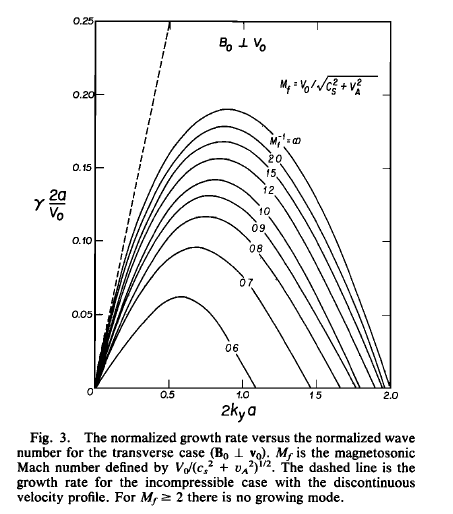 0.25
B₀ ⊥ V₀
M_f = V₀/√C_S² + V_A²
0.20
M_f⁻¹ = ∞
2.0
0.15
1.5
1.2
γ 2a/V₀
1.0
0.9
0.10
0.8
0.7
0.05
0.6
0
0
0.5
1.0
1.5
2.0
2k_y a
Fig. 3. The normalized growth rate versus the normalized wave
number for the transverse case (B₀ ⊥ v₀). M_f is the magnetosonic
Mach number defined by V₀/(c_s² + v_A²)^1/2. The dashed line is the
growth rate for the incompressible case with the discontinuous
velocity profile. For M_f ≥ 2 there is no growing mode.